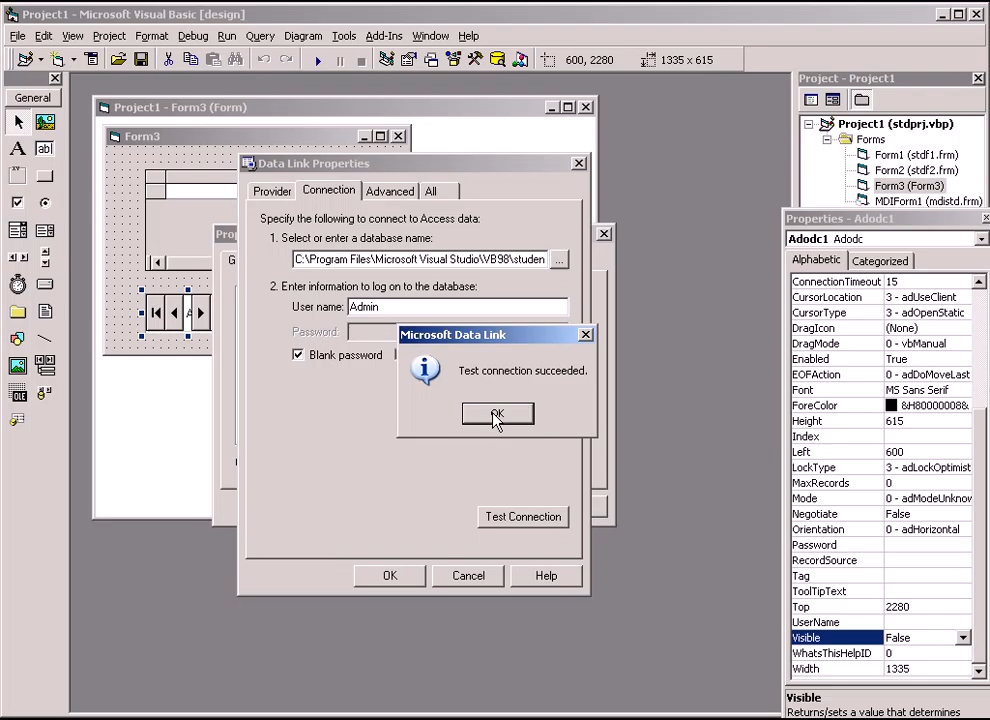 Project1 - Microsoft Visual Basic [design]
File Edit View Project Format Debug Run Query Diagram Tools Add-Ins Window Help
600, 2280
1335 x 615
General
Project1 - Form3 (Form)
Form3
Data Link Properties
Provider Connection Advanced All
Specify the following to connect to Access data:
1. Select or enter a database name:
C:\Program Files\Microsoft Visual Studio\VB98\studen
...
2. Enter information to log on to the database:
User name: Admin
Password:
Blank password
Microsoft Data Link
Test connection succeeded.
OK
Test Connection
OK Cancel Help
Project - Project1
Project1 (stdprj.vbp)
Forms
Form1 (stdf1.frm)
Form2 (stdf2.frm)
Form3 (Form3)
MDIForm1 (mdistd.frm)
Properties - Adodc1
Adodc1 Adodc
Alphabetic Categorized
ConnectionTimeout 15
CursorLocation 3 - adUseClient
CursorType 3 - adOpenStatic
DragIcon (None)
DragMode 0 - vbManual
Enabled True
EOFAction 0 - adDoMoveLast
Font MS Sans Serif
ForeColor &H80000008&
Height 615
Index
Left 600
LockType 3 - adLockOptimist
MaxRecords 0
Mode 0 - adModeUnknow
Negotiate False
Orientation 0 - adHorizontal
Password
RecordSource
Tag
ToolTipText
Top 2280
UserName
Visible False
WhatsThisHelpID 0
Width 1335
Visible
Returns/sets a value that determines